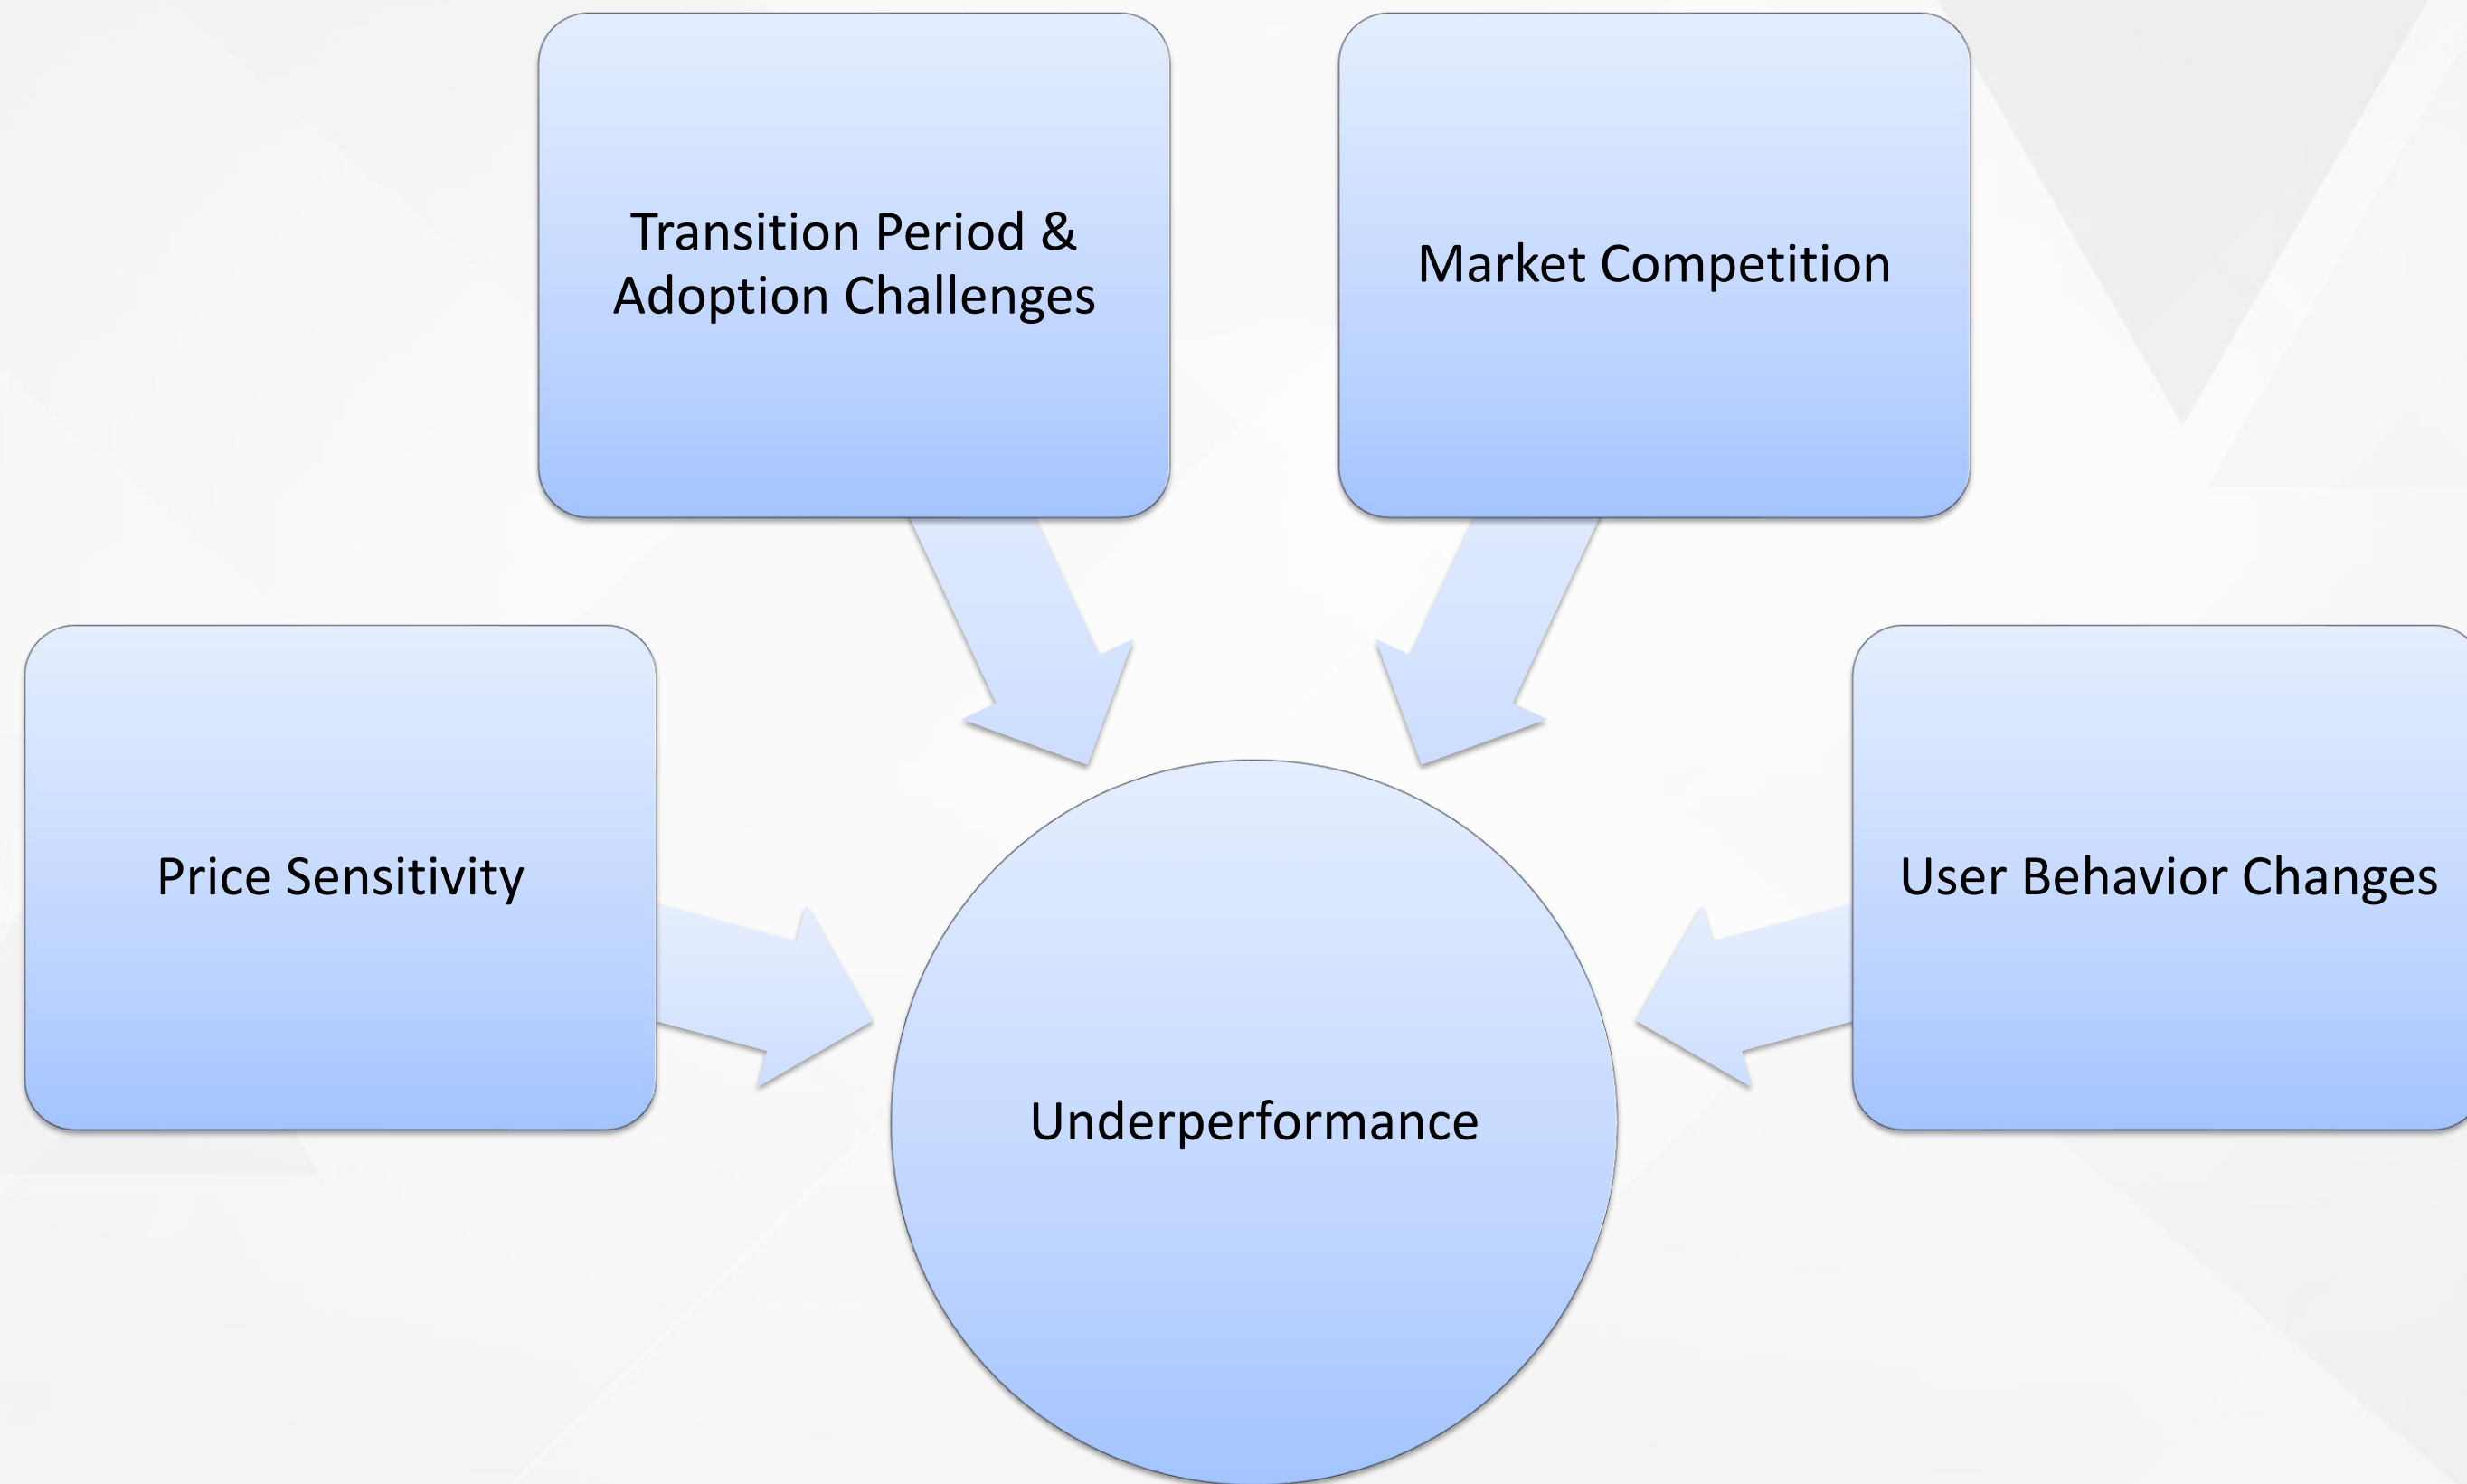 Transition Period &
Adoption Challenges
Market Competition
Price Sensitivity
User Behavior Changes
Underperformance